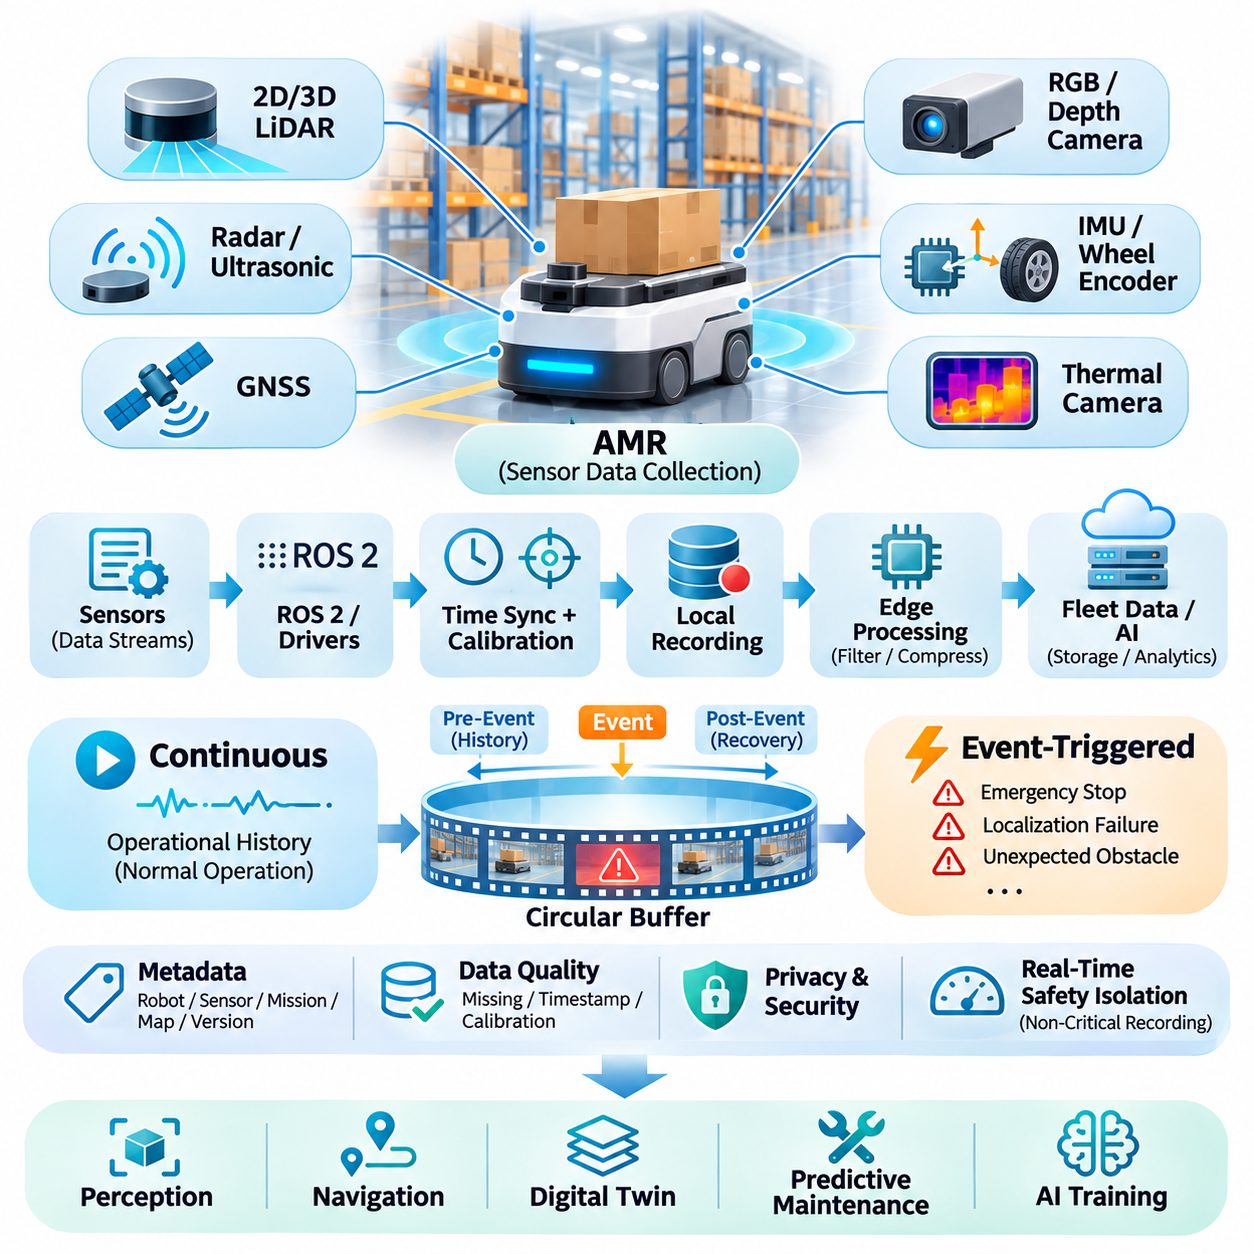 2D/3D
LiDAR
RGB /
Depth
Camera
Radar /
Ultrasonic
IMU /
Wheel
Encoder
GNSS
Thermal
Camera
AMR
(Sensor Data Collection)
Sensors
(Data Streams)
ROS 2
ROS 2 /
Drivers
Time Sync +
Calibration
Local
Recording
Edge
Processing
(Filter / Compress)
Fleet Data /
AI
(Storage / Analytics)
Continuous
Operational History
(Normal Operation)
Pre-Event
(History)
Event
Post-Event
(Recovery)
Circular Buffer
Event-Triggered
Emergency Stop
Localization Failure
Unexpected Obstacle
...
Metadata
Robot / Sensor / Mission /
Map / Version
Data Quality
Missing / Timestamp /
Calibration
Privacy &
Security
Real-Time
Safety Isolation
(Non-Critical Recording)
Perception
Navigation
Digital Twin
Predictive
Maintenance
AI Training